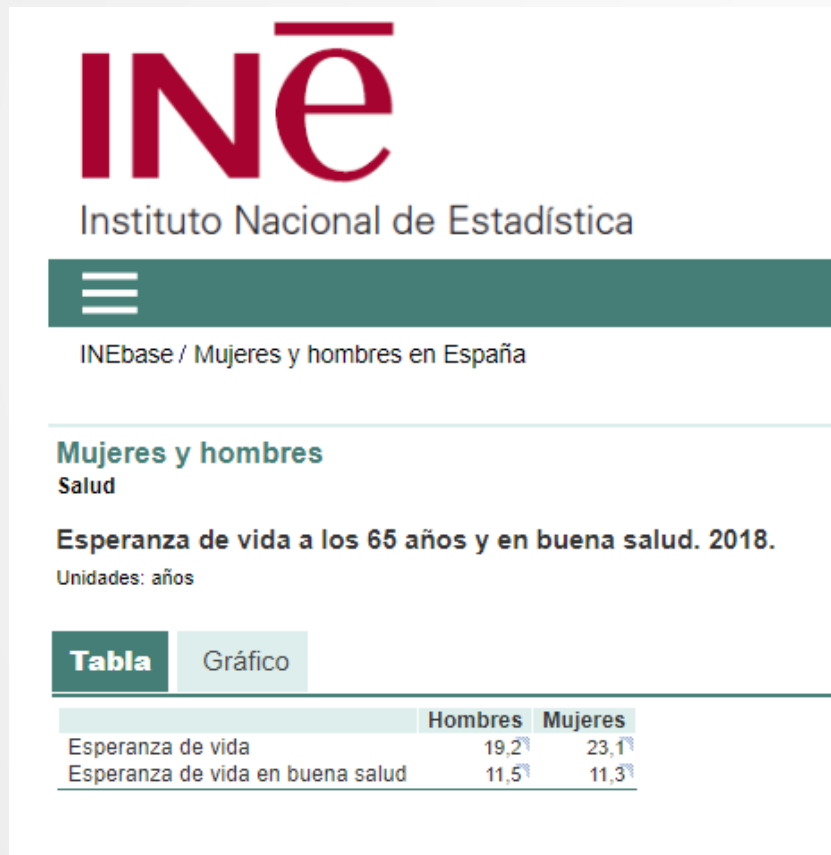 INē
Instituto Nacional de Estadística
INEbase / Mujeres y hombres en España
Mujeres y hombres
Salud
Esperanza de vida a los 65 años y en buena salud. 2018.
Unidades: años
Tabla Gráfico
Hombres Mujeres
Esperanza de vida 19,2 23,1
Esperanza de vida en buena salud 11,5 11,3